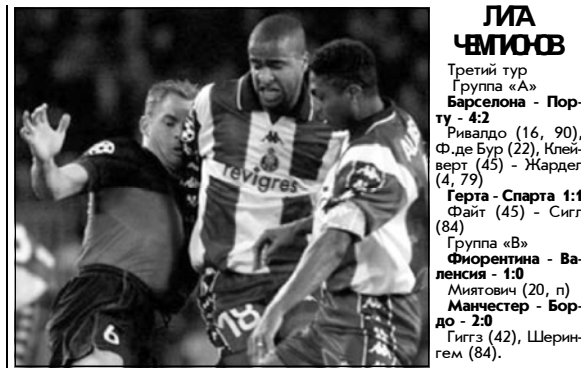 ЛИГА
ЧЕМПИОНОВ
Третий тур
Группа «А»
Барселона - Пор-
ту - 4:2
Ривалдо (16, 90),
Ф.де Бур (22), Клей-
верт (45) - Жардел
(4, 79)
Герта - Спарта 1:1
Файт (45) - Сигл
(84)
Группа «В»
Фиорентина - Ва-
ленсия - 1:0
Миятович (20, п)
Манчестер - Бор-
до - 2:0
Гиггз (42), Шерин-
гем (84).
revigres
18
6